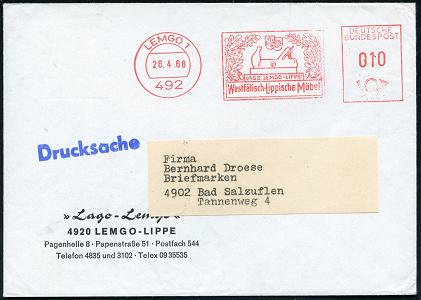 LEMGO 1
26.4.68
492
LAGO · LEMGO-LIPPE
Westfälisch-Lippische Möbel
DEUTSCHE
BUNDESPOST
010
Drucksache
Firma
Bernhard Droese
Briefmarken
4902 Bad Salzuflen
Tannenweg 4
»Lago-Lemgo«
4920 LEMGO-LIPPE
Pagenhelle 8 · Papenstraße 51 · Postfach 544
Telefon 4835 und 3102 · Telex 09 35535